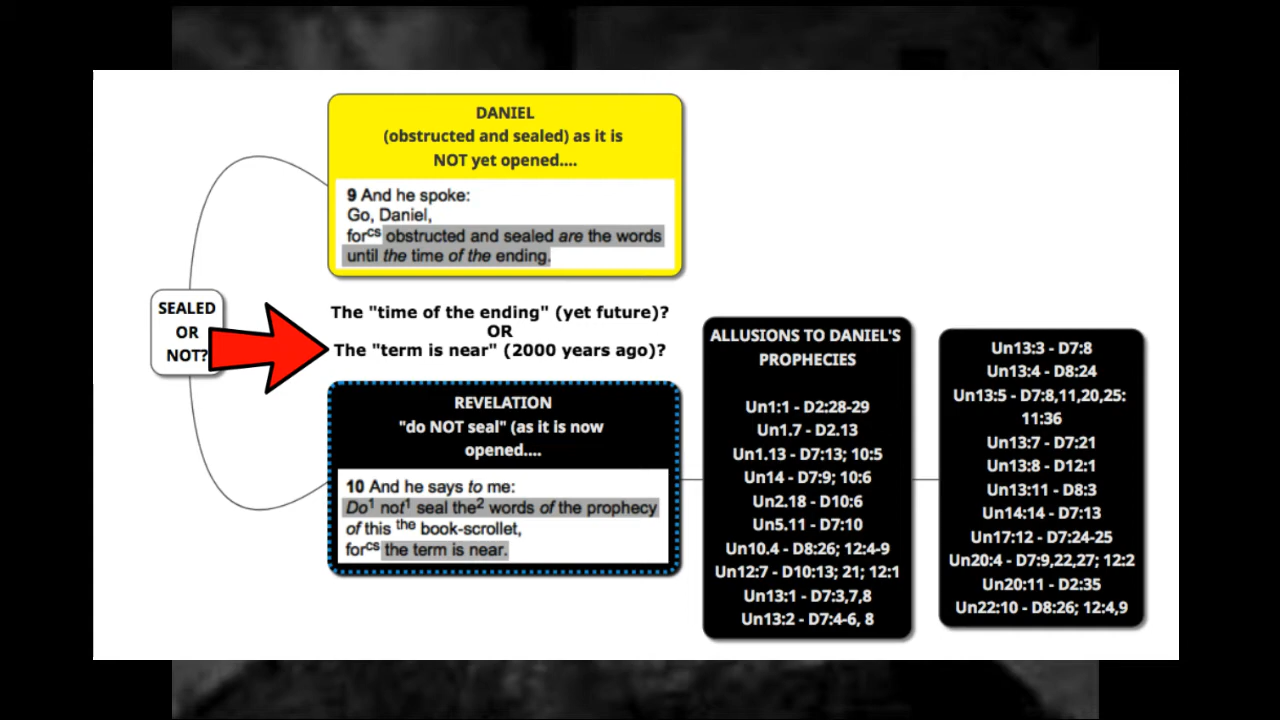 DANIEL
(obstructed and sealed) as it is
NOT yet opened....
9 And he spoke:
Go, Daniel,
forcs obstructed and sealed are the words
until the time of the ending.
SEALED
OR
NOT?
The "time of the ending" (yet future)?
OR
The "term is near" (2000 years ago)?
REVELATION
"do NOT seal" (as it is now
opened....
10 And he says to me:
Do1 not1 seal the2 words of the prophecy
of this the book-scrollet,
forcs the term is near.
ALLUSIONS TO DANIEL'S
PROPHECIES
Un1:1 - D2:28-29
Un1.7 - D2.13
Un1.13 - D7:13; 10:5
Un14 - D7:9; 10:6
Un2.18 - D10:6
Un5.11 - D7:10
Un10.4 - D8:26; 12:4-9
Un12:7 - D10:13; 21; 12:1
Un13:1 - D7:3,7,8
Un13:2 - D7:4-6, 8
Un13:3 - D7:8
Un13:4 - D8:24
Un13:5 - D7:8,11,20,25:
11:36
Un13:7 - D7:21
Un13:8 - D12:1
Un13:11 - D8:3
Un14:14 - D7:13
Un17:12 - D7:24-25
Un20:4 - D7:9,22,27; 12:2
Un20:11 - D2:35
Un22:10 - D8:26; 12:4,9